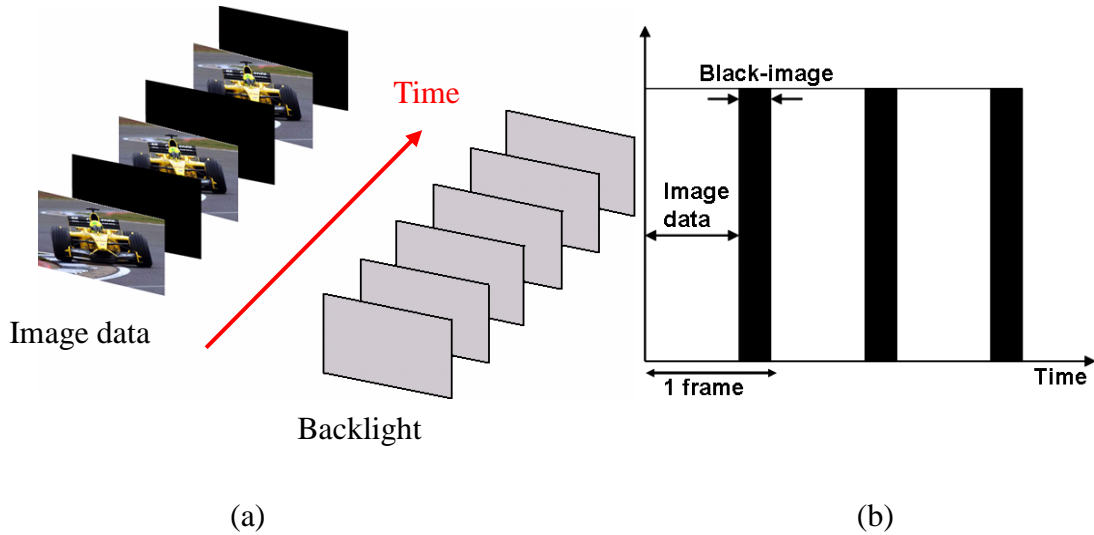 Time
Image data
Backlight
(a)
Black-image
Image
data
1 frame
Time
(b)